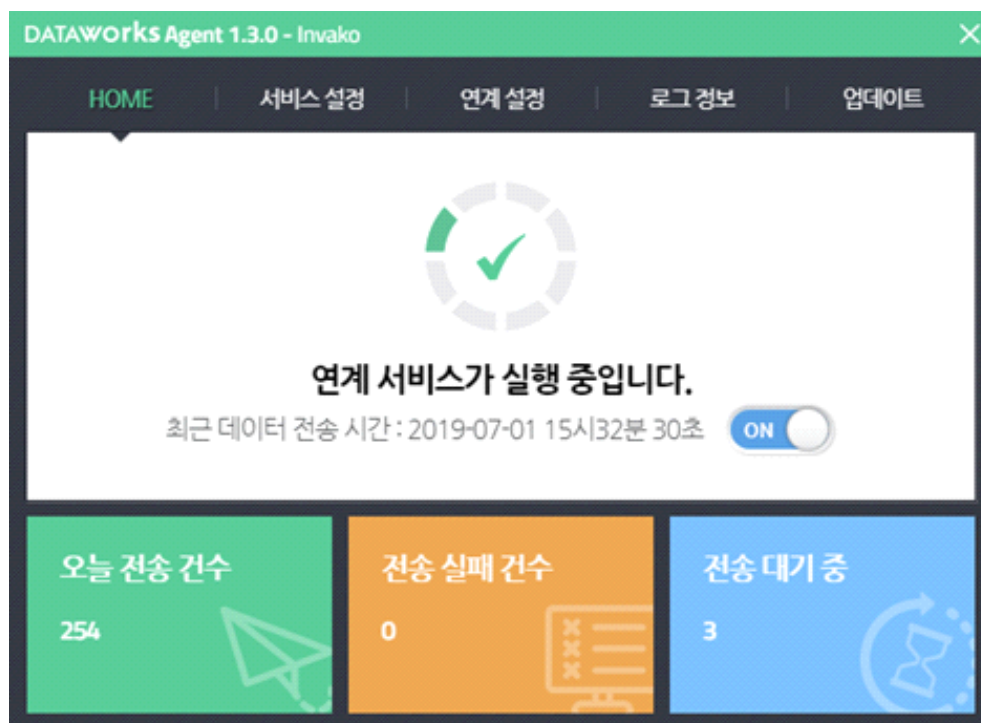 DATAWOrks Agent 1.3.0 - Invako
HOME 서비스 설정 연계 설정 로그 정보 업데이트
연계 서비스가 실행 중입니다.
최근 데이터 전송 시간 : 2019-07-01 15시32분 30초 ON
오늘 전송 건수 전송 실패 건수 전송 대기 중
254 0 3